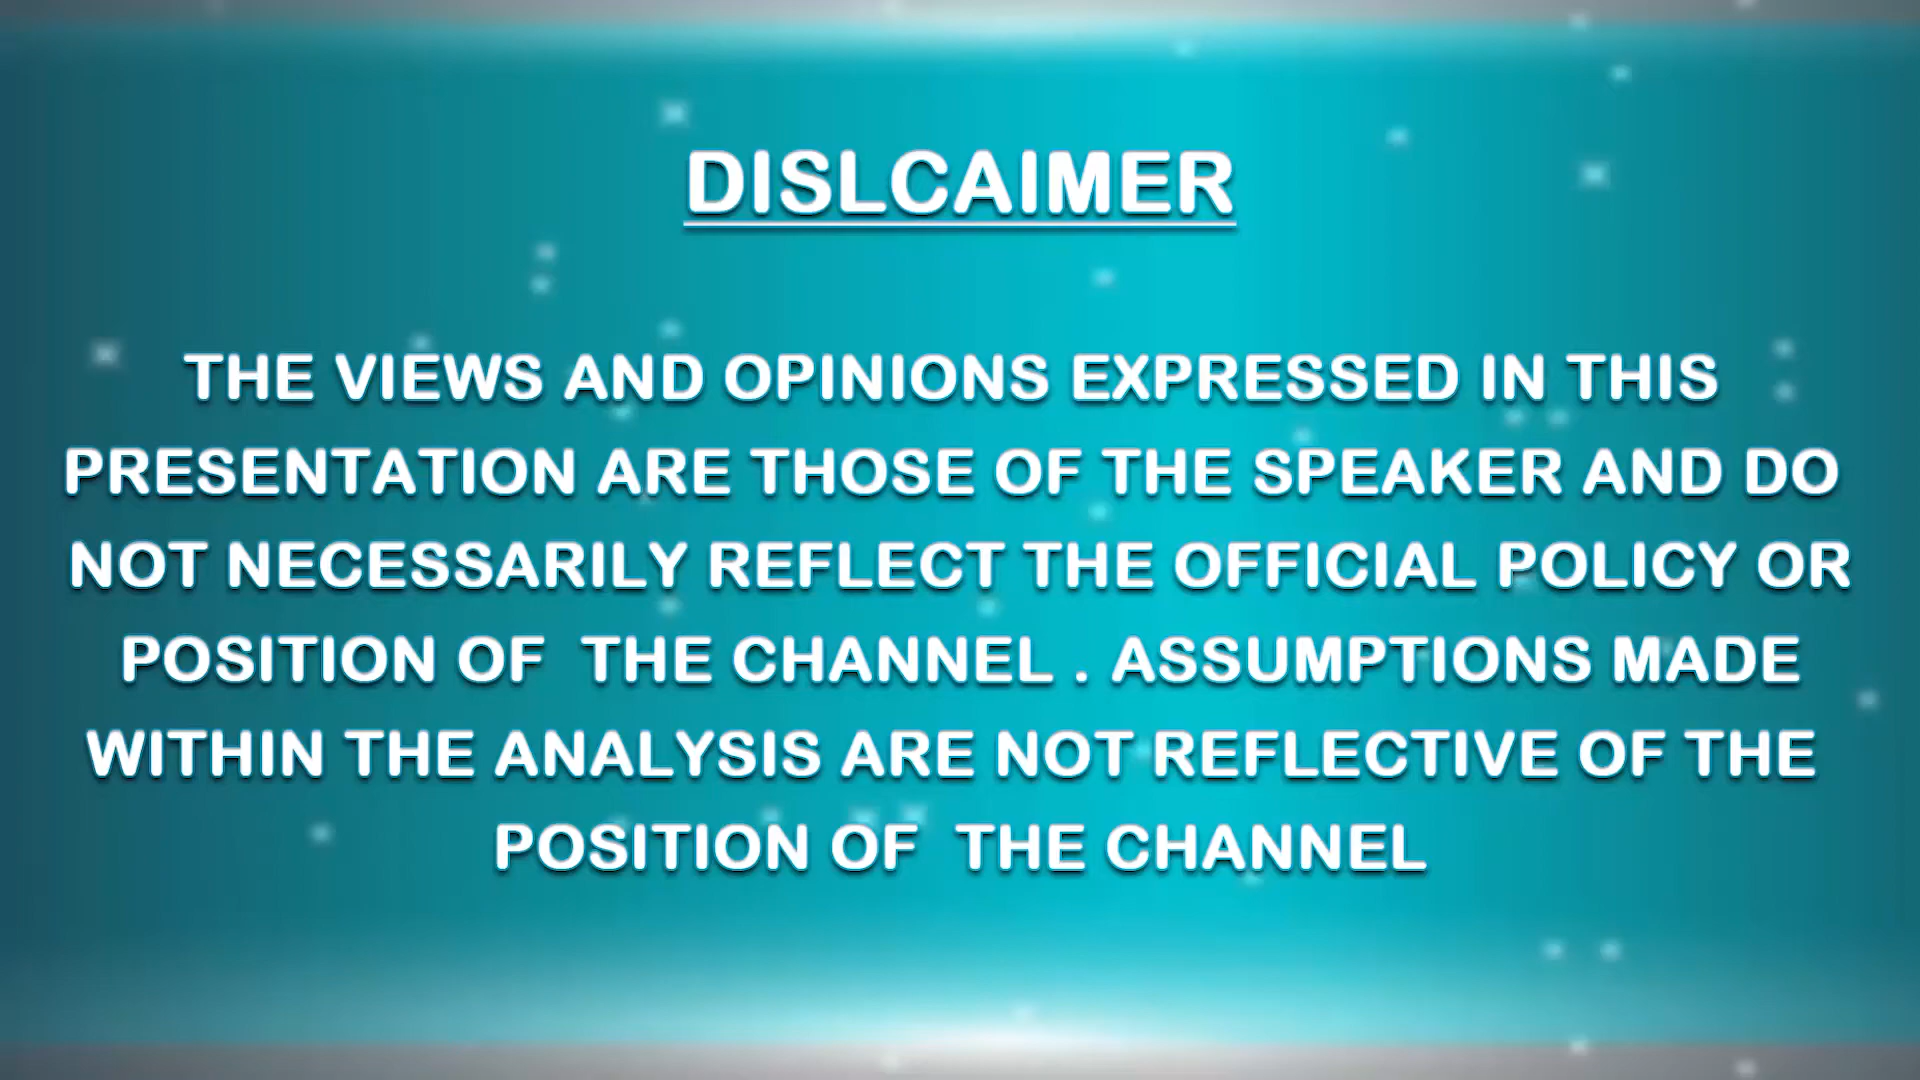 DISLCAIMER
THE VIEWS AND OPINIONS EXPRESSED IN THIS
PRESENTATION ARE THOSE OF THE SPEAKER AND DO
NOT NECESSARILY REFLECT THE OFFICIAL POLICY OR
POSITION OF  THE CHANNEL . ASSUMPTIONS MADE
WITHIN THE ANALYSIS ARE NOT REFLECTIVE OF THE
POSITION OF  THE CHANNEL